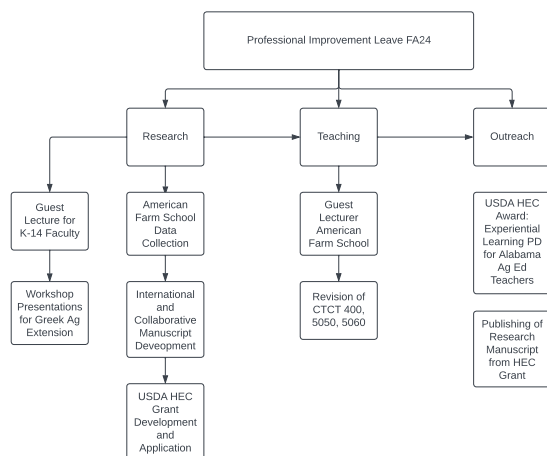 Professional Improvement Leave FA24
Research
Teaching
Outreach
Guest
Lecture for
K-14 Faculty
American
Farm School
Data
Collection
Guest
Lecturer
American
Farm School
USDA HEC
Award:
Experiential
Learning PD
for Alabama
Ag Ed
Teachers
Workshop
Presentations
for Greek Ag
Extension
International
and
Collaborative
Manuscript
Deveopment
Revision of
CTCT 400,
5050, 5060
Publishing of
Research
Manuscript
from HEC
Grant
USDA HEC
Grant
Development
and
Application